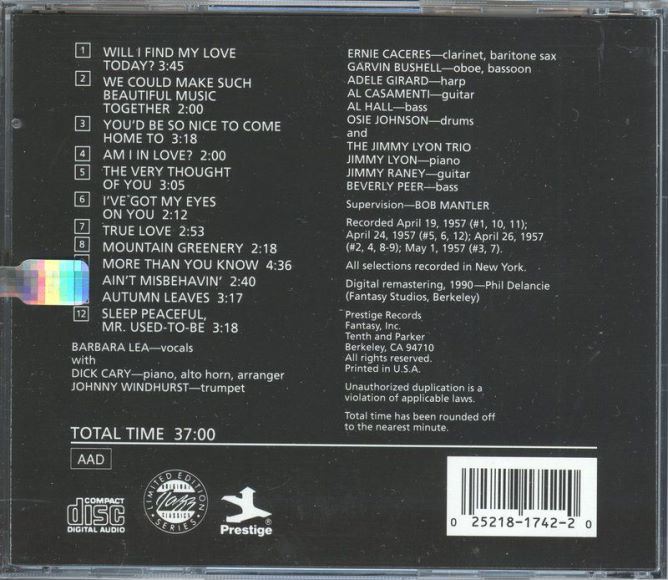 1 WILL I FIND MY LOVE
TODAY? 3:45
2 WE COULD MAKE SUCH
BEAUTIFUL MUSIC
TOGETHER 2:00
3 YOU'D BE SO NICE TO COME
HOME TO 3:18
4 AM I IN LOVE? 2:00
5 THE VERY THOUGHT
OF YOU 3:05
6 I'VE GOT MY EYES
ON YOU 2:12
7 TRUE LOVE 2:53
8 MOUNTAIN GREENERY 2:18
MORE THAN YOU KNOW 4:36
AIN'T MISBEHAVIN' 2:40
AUTUMN LEAVES 3:17
12 SLEEP PEACEFUL,
MR. USED-TO-BE 3:18
BARBARA LEA—vocals
with
DICK CARY—piano, alto horn, arranger
JOHNNY WINDHURST—trumpet
ERNIE CACERES—clarinet, baritone sax
GARVIN BUSHELL—oboe, bassoon
ADELE GIRARD—harp
AL CASAMENTI—guitar
AL HALL—bass
OSIE JOHNSON—drums
and
THE JIMMY LYON TRIO
JIMMY LYON—piano
JIMMY RANEY—guitar
BEVERLY PEER—bass
Supervision—BOB MANTLER
Recorded April 19, 1957 (#1, 10, 11);
April 24, 1957 (#5, 6, 12); April 26, 1957
(#2, 4, 8-9); May 1, 1957 (#3, 7).
All selections recorded in New York.
Digital remastering, 1990—Phil Delancie
(Fantasy Studios, Berkeley)
Prestige Records
Fantasy, Inc.
Tenth and Parker
Berkeley, CA 94710
All rights reserved.
Printed in U.S.A.
Unauthorized duplication is a
violation of applicable laws.
Total time has been rounded off
to the nearest minute.
TOTAL TIME 37:00
AAD
COMPACT
disc
DIGITAL AUDIO
LIMITED EDITION
ORIGINAL
Jazz
CLASSICS
SERIES
Prestige®
0 25218-1742-2 0